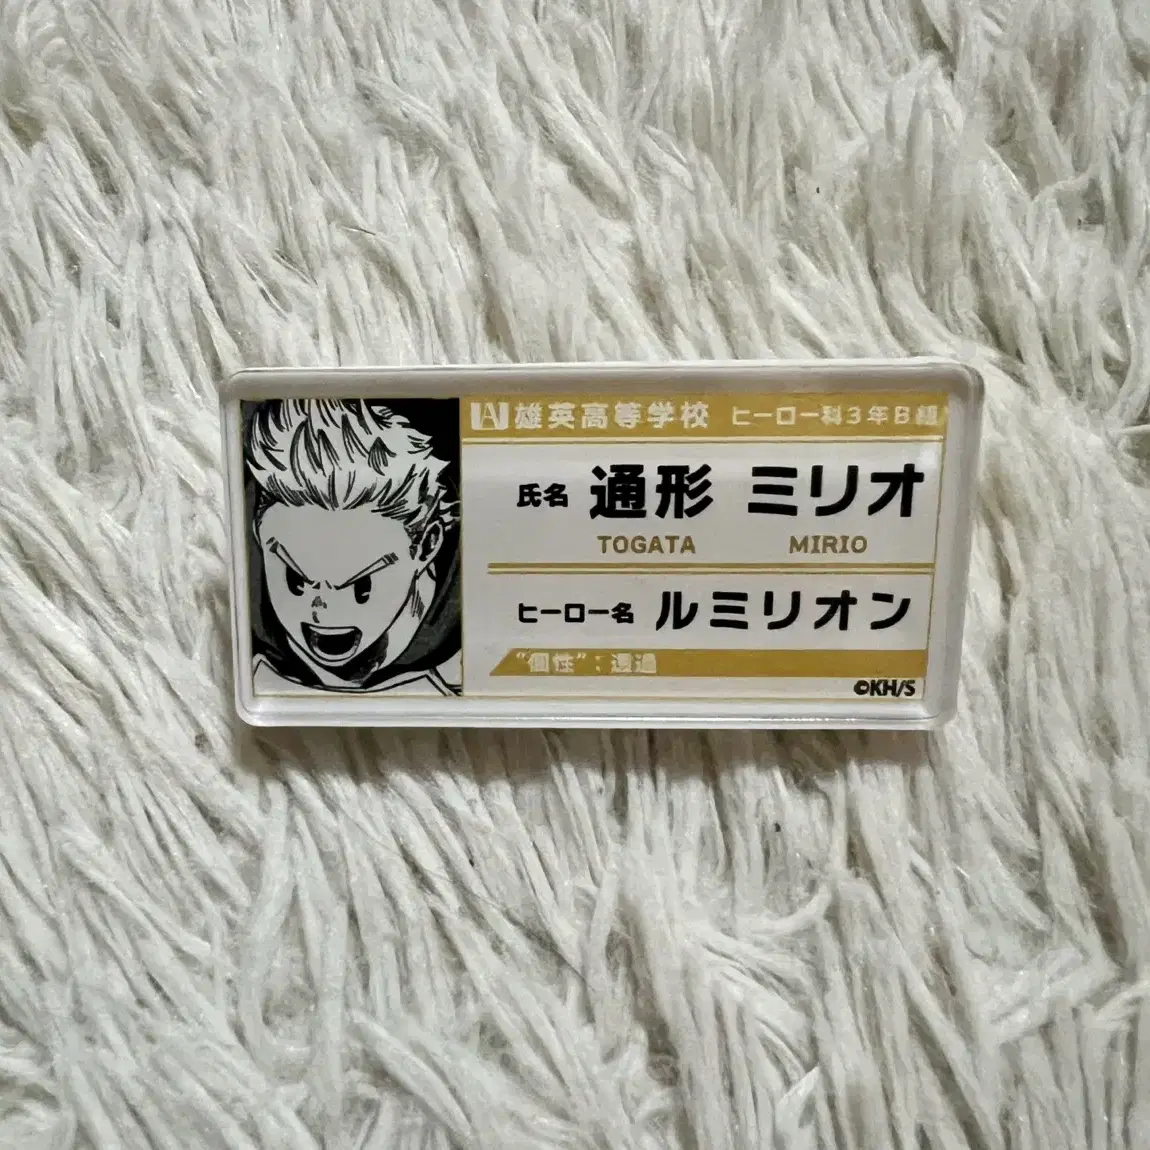 UA 雄英高等学校 ヒーロー科3年B組
氏名 通形 ミリオ
TOGATA MIRIO
ヒーロー名 ルミリオン
"個性":透過
©KH/S